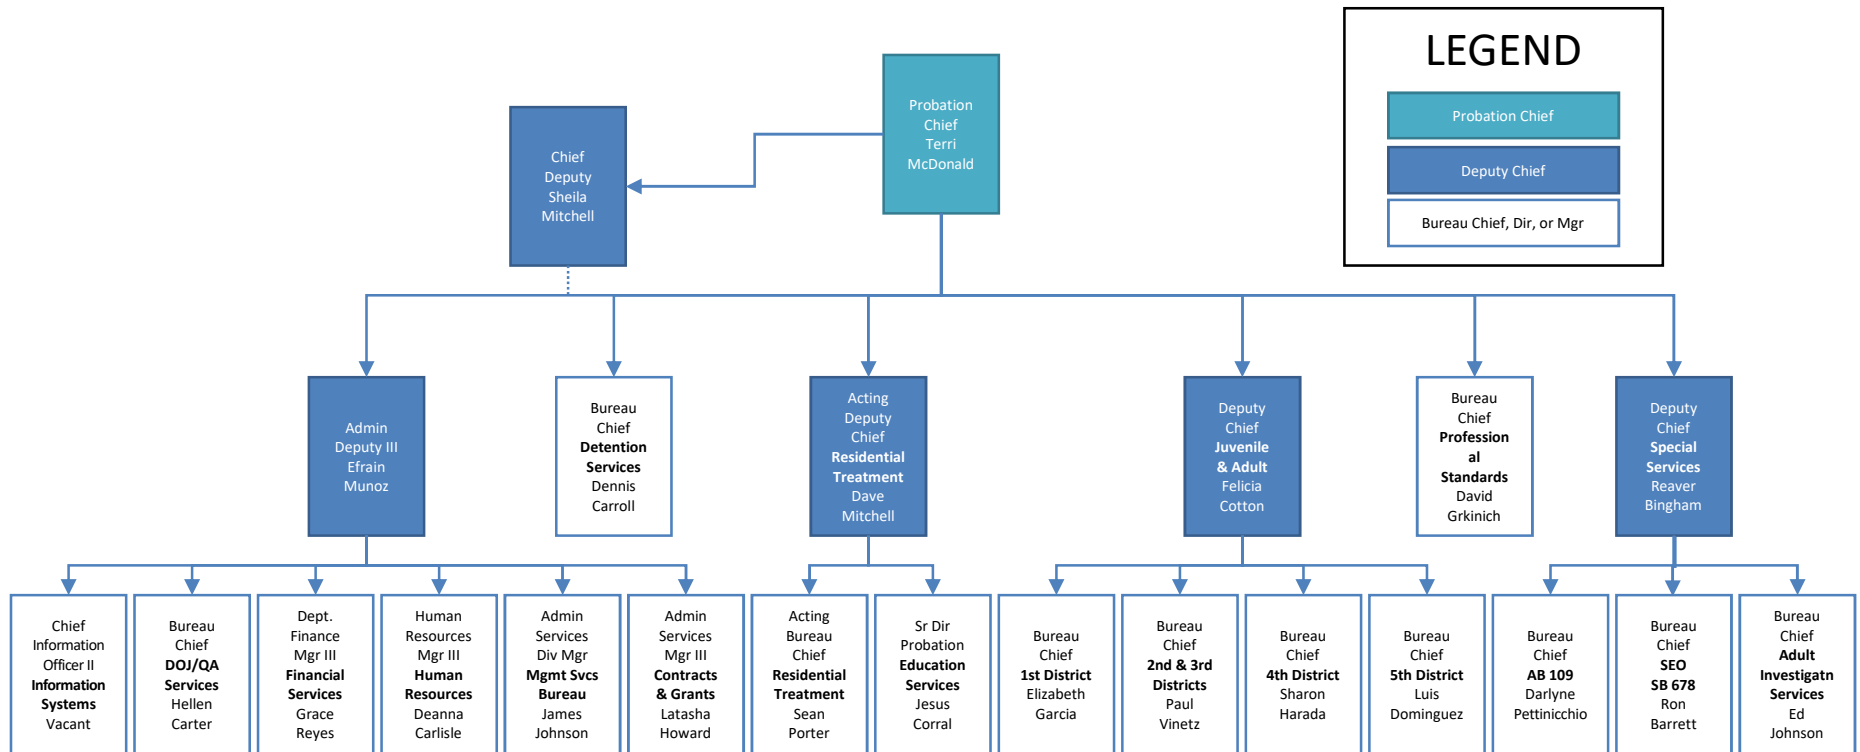 LEGEND
Probation Chief
Deputy Chief
Bureau Chief, Dir, or Mgr
Probation
Chief
Terri
McDonald
Chief
Deputy
Sheila
Mitchell
Admin
Deputy III
Efrain
Munoz
Bureau
Chief
Detention
Services
Dennis
Carroll
Acting
Deputy
Chief
Residential
Treatment
Dave
Mitchell
Deputy
Chief
Juvenile
& Adult
Felicia
Cotton
Bureau
Chief
Profession
al
Standards
David
Grkinich
Deputy
Chief
Special
Services
Reaver
Bingham
Chief
Information
Officer II
Information
Systems
Vacant
Bureau
Chief
DOJ/QA
Services
Hellen
Carter
Dept.
Finance
Mgr III
Financial
Services
Grace
Reyes
Human
Resources
Mgr III
Human
Resources
Deanna
Carlisle
Admin
Services
Div Mgr
Mgmt Svcs
Bureau
James
Johnson
Admin
Services
Mgr III
Contracts
& Grants
Latasha
Howard
Acting
Bureau
Chief
Residential
Treatment
Sean
Porter
Sr Dir
Probation
Education
Services
Jesus
Corral
Bureau
Chief
1st District
Elizabeth
Garcia
Bureau
Chief
2nd & 3rd
Districts
Paul
Vinetz
Bureau
Chief
4th District
Sharon
Harada
Bureau
Chief
5th District
Luis
Dominguez
Bureau
Chief
AB 109
Darlyne
Pettinicchio
Bureau
Chief
SEO
SB 678
Ron
Barrett
Bureau
Chief
Adult
Investigatn
Services
Ed
Johnson